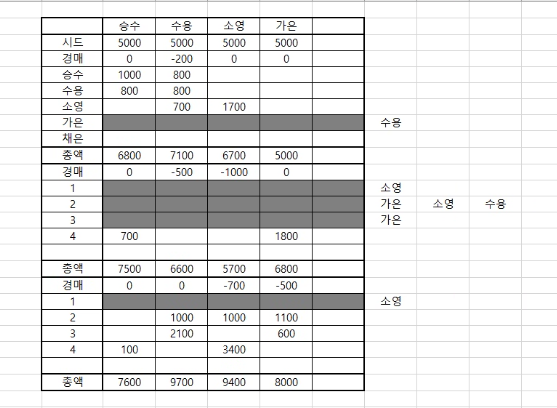 승수 수용 소영 가은
시드 5000 5000 5000 5000
경매 0 -200 0 0
승수 1000 800
수용 800 800
소영 700 1700
가은 수용
채은
총액 6800 7100 6700 5000
경매 0 -500 -1000 0
1 소영
2 가은 소영 수용
3 가은
4 700 1800
총액 7500 6600 5700 6800
경매 0 0 -700 -500
1 소영
2 1000 1000 1100
3 2100 600
4 100 3400
총액 7600 9700 9400 8000